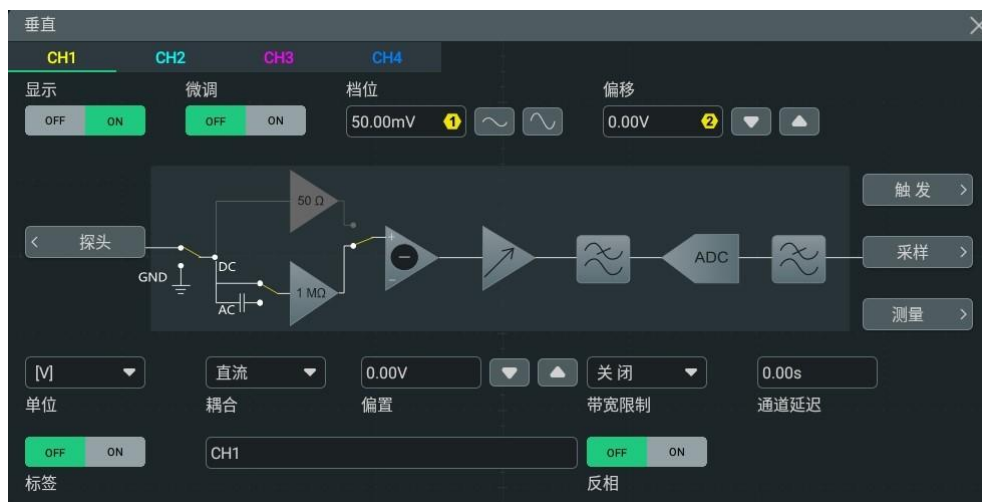 垂直
CH1 CH2 CH3 CH4
显示 微调 档位 偏移
OFF ON OFF ON 50.00mV 1 0.00V 2
50 Ω
触发
探头
DC
GND
AC
1 MΩ
+
-
ADC
采样
测量
[V] 直流 0.00V 关闭 0.00s
单位 耦合 偏置 带宽限制 通道延迟
OFF ON CH1 OFF ON
标签 反相